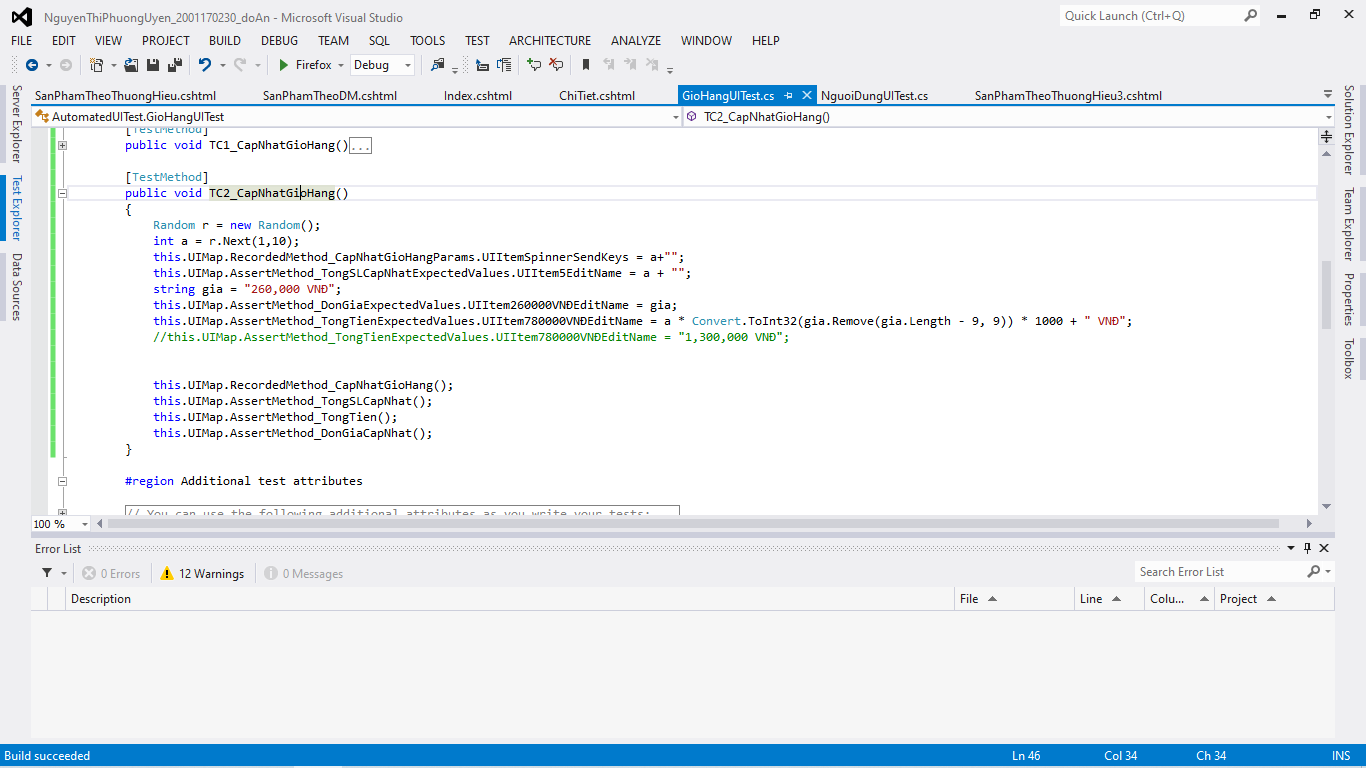 NguyenThiPhuongUyen_2001170230_doAn - Microsoft Visual Studio
Quick Launch (Ctrl+Q)
FILE EDIT VIEW PROJECT BUILD DEBUG TEAM SQL TOOLS TEST ARCHITECTURE ANALYZE WINDOW HELP
Firefox Debug
SanPhamTheoThuongHieu.cshtml SanPhamTheoDM.cshtml Index.cshtml ChiTiet.cshtml GioHangUITest.cs NguoiDungUITest.cs SanPhamTheoThuongHieu3.cshtml
AutomatedUITest.GioHangUITest TC2_CapNhatGioHang()
[TestMethod]
public void TC1_CapNhatGioHang()...
[TestMethod]
public void TC2_CapNhatGioHang()
{
Random r = new Random();
int a = r.Next(1,10);
this.UIMap.RecordedMethod_CapNhatGioHangParams.UIItemSpinnerSendKeys = a+"";
this.UIMap.AssertMethod_TongSLCapNhatExpectedValues.UIItem5EditName = a + "";
string gia = "260,000 VNĐ";
this.UIMap.AssertMethod_DonGiaExpectedValues.UIItem260000VNĐEditName = gia;
this.UIMap.AssertMethod_TongTienExpectedValues.UIItem780000VNĐEditName = a * Convert.ToInt32(gia.Remove(gia.Length - 9, 9)) * 1000 + " VNĐ";
//this.UIMap.AssertMethod_TongTienExpectedValues.UIItem780000VNĐEditName = "1,300,000 VNĐ";
this.UIMap.RecordedMethod_CapNhatGioHang();
this.UIMap.AssertMethod_TongSLCapNhat();
this.UIMap.AssertMethod_TongTien();
this.UIMap.AssertMethod_DonGiaCapNhat();
}
#region Additional test attributes
// You can use the following additional attributes as you write your tests:
100 %
Server Explorer
Test Explorer
Data Sources
Solution Explorer
Team Explorer
Properties
Toolbox
Error List
0 Errors 12 Warnings 0 Messages
Search Error List
Description File Line Colu... Project
Build succeeded Ln 46 Col 34 Ch 34 INS